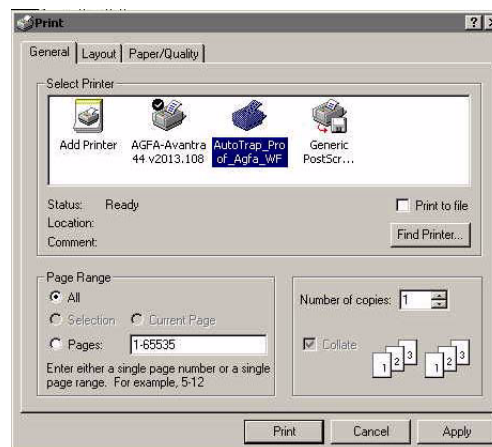 Print
General Layout Paper/Quality
Select Printer
Add Printer
AGFA-Avantra
44 v2013.108
AutoTrap_Pro
of_Agfa_WF
Generic
PostScr...
Status: Ready
Location:
Comment:
Print to file
Find Printer...
Page Range
All
Selection Current Page
Pages: 1-65535
Enter either a single page number or a single
page range. For example, 5-12
Number of copies: 1
Collate
1 2 3 1 2 3
Print Cancel Apply